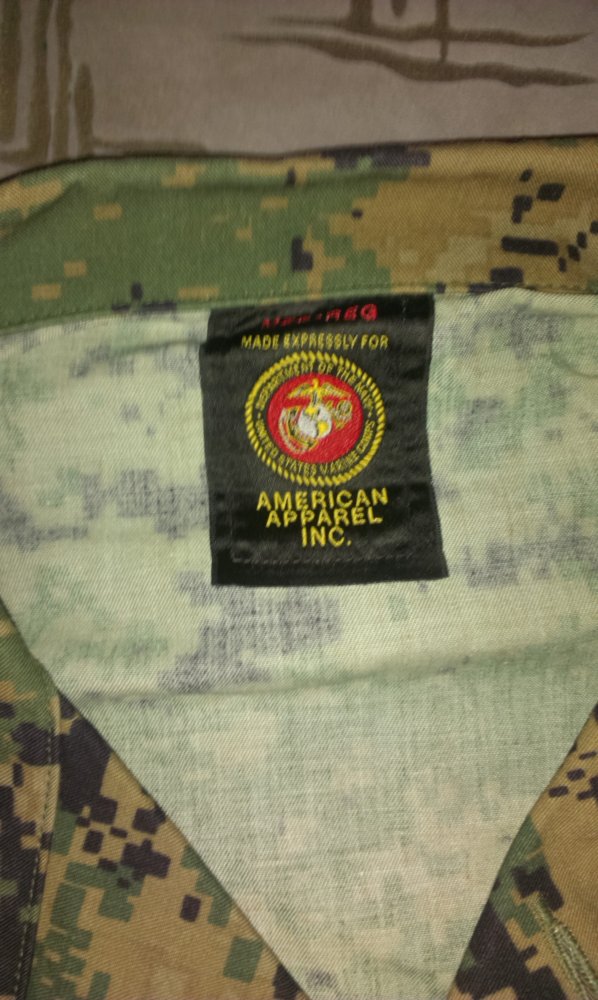 MADE EXPRESSLY FOR
DEPARTMENT OF THE NAVY
UNITED STATES MARINE CORPS
AMERICAN
APPAREL
INC.